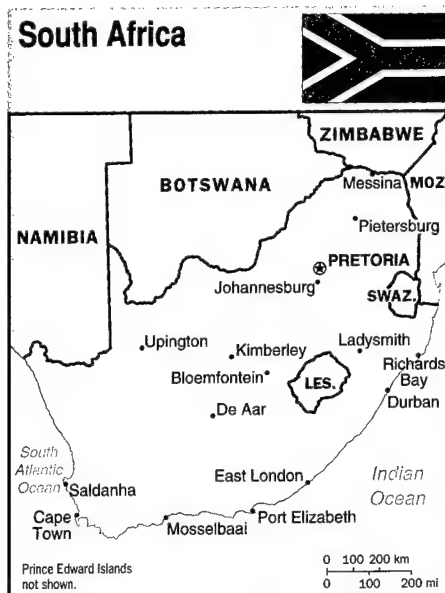 South Africa
ZIMBABWE
Messina
MOZ
BOTSWANA
NAMIBIA
Pietersburg
PRETORIA
Johannesburg
SWAZ.
Upington
Kimberley
Ladysmith
Bloemfontein
LES.
Richards
Bay
Durban
De Aar
South
Atlantic
Ocean
Saldanha
East London
Indian
Ocean
Cape
Town
Mosselbaai
Port Elizabeth
Prince Edward Islands
not shown.
0 100 200 km
0 100 200 mi